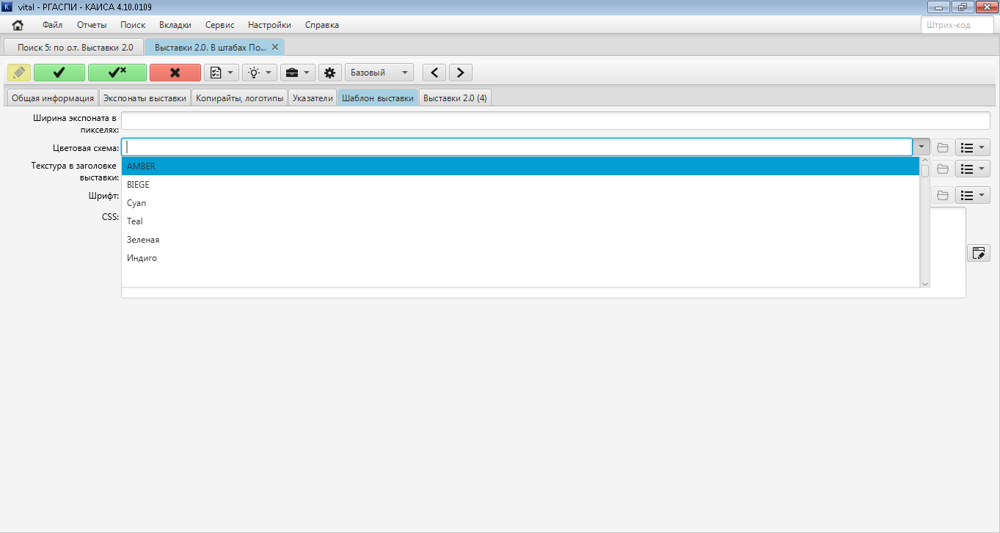 vital - РГАСПИ - КАИСА 4.10.0109
Файл Отчеты Поиск Вкладки Сервис Настройки Справка Штрих-код
Поиск 5: по о.т. Выставки 2.0 Выставки 2.0. В штабах По...
Базовый
Общая информация Экспонаты выставки Копирайты, логотипы Указатели Шаблон выставки Выставки 2.0 (4)
Ширина экспоната в
пикселях:
Цветовая схема:
Текстура в заголовке
выставки:
Шрифт:
CSS:
AMBER
BIEGE
Cyan
Teal
Зеленая
Индиго